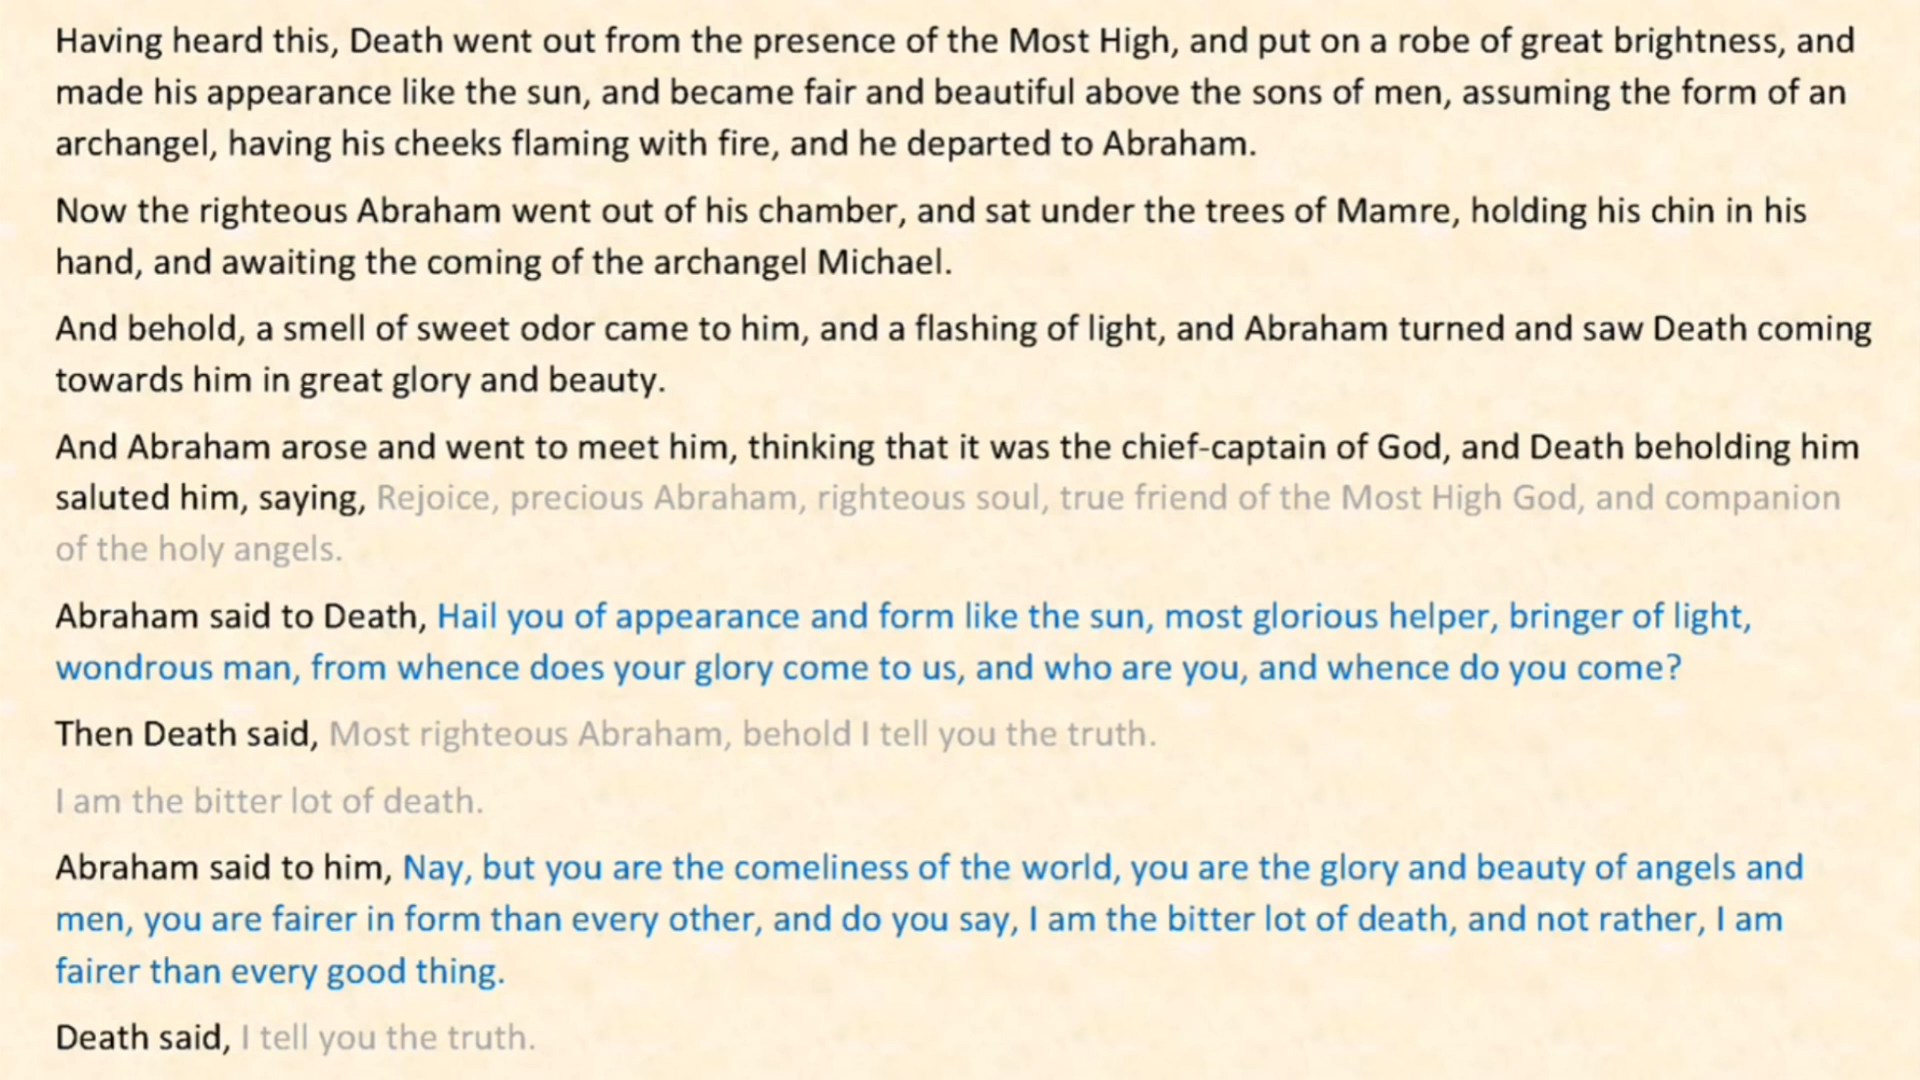 Having heard this, Death went out from the presence of the Most High, and put on a robe of great brightness, and
made his appearance like the sun, and became fair and beautiful above the sons of men, assuming the form of an
archangel, having his cheeks flaming with fire, and he departed to Abraham.
Now the righteous Abraham went out of his chamber, and sat under the trees of Mamre, holding his chin in his
hand, and awaiting the coming of the archangel Michael.
And behold, a smell of sweet odor came to him, and a flashing of light, and Abraham turned and saw Death coming
towards him in great glory and beauty.
And Abraham arose and went to meet him, thinking that it was the chief-captain of God, and Death beholding him
saluted him, saying, Rejoice, precious Abraham, righteous soul, true friend of the Most High God, and companion
of the holy angels.
Abraham said to Death, Hail you of appearance and form like the sun, most glorious helper, bringer of light,
wondrous man, from whence does your glory come to us, and who are you, and whence do you come?
Then Death said, Most righteous Abraham, behold I tell you the truth.
I am the bitter lot of death.
Abraham said to him, Nay, but you are the comeliness of the world, you are the glory and beauty of angels and
men, you are fairer in form than every other, and do you say, I am the bitter lot of death, and not rather, I am
fairer than every good thing.
Death said, I tell you the truth.